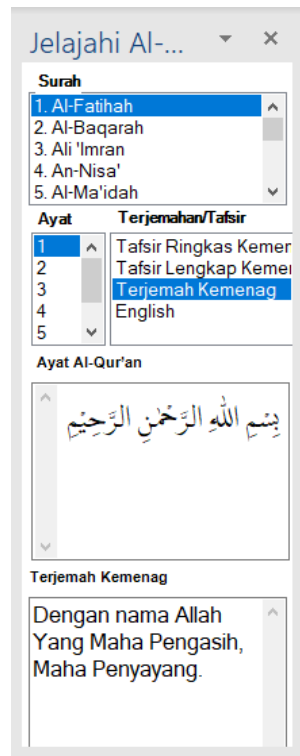 Jelajahi Al-...
Surah
1. Al-Fatihah
2. Al-Baqarah
3. Ali 'Imran
4. An-Nisa'
5. Al-Ma'idah
Ayat Terjemahan/Tafsir
1 Tafsir Ringkas Kemer
2 Tafsir Lengkap Kemer
3 Terjemah Kemenag
4 English
5
Ayat Al-Qur'an
بِسْمِ اللّٰهِ الرَّحْمٰنِ الرَّحِيْمِ
Terjemah Kemenag
Dengan nama Allah
Yang Maha Pengasih,
Maha Penyayang.